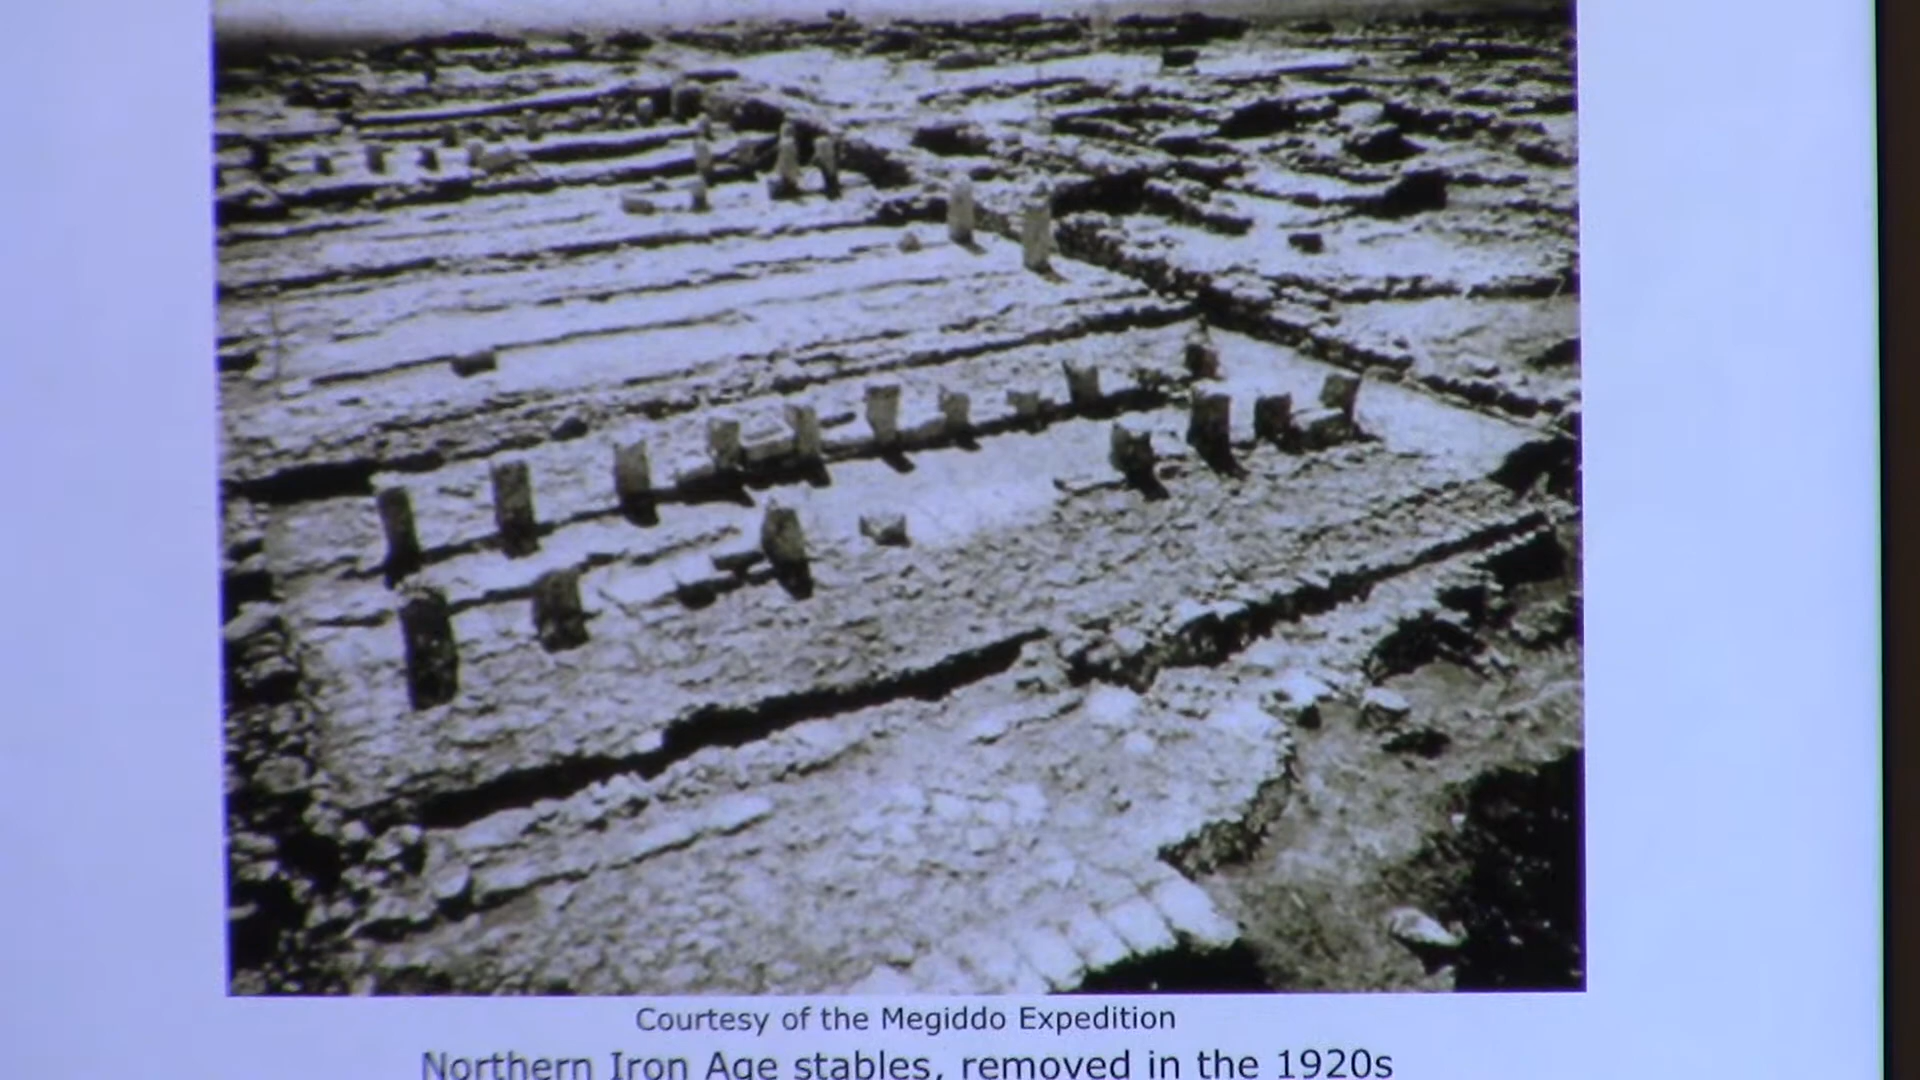 Courtesy of the Megiddo Expedition
Northern Iron Age stables, removed in the 1920s